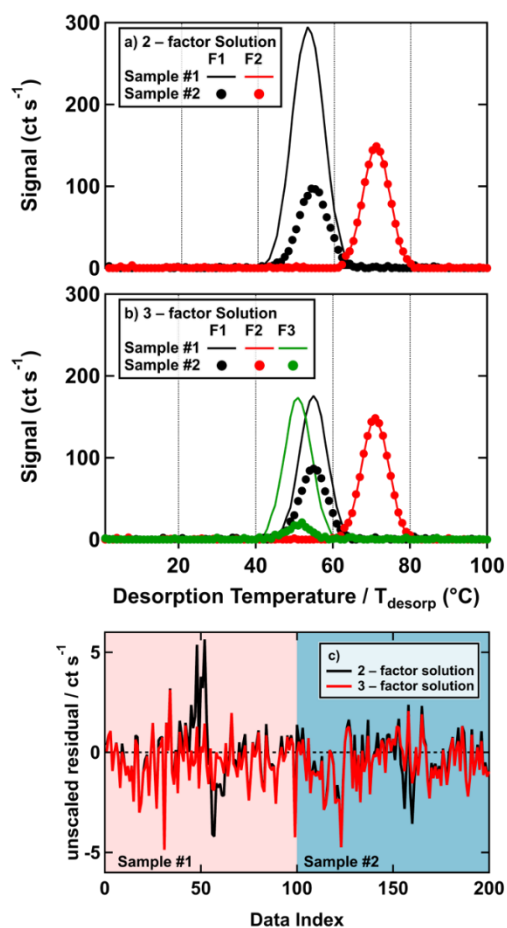 a) 2 – factor Solution
F1 F2
Sample #1
Sample #2
Signal (ct s⁻¹)
300
200
100
0
b) 3 – factor Solution
F1 F2 F3
Sample #1
Sample #2
Signal (ct s⁻¹)
300
200
100
0
20 40 60 80 100
Desorption Temperature / T_desorp (°C)
c)
2 – factor solution
3 – factor solution
unscaled residual / ct s⁻¹
5
0
-5
Sample #1 Sample #2
0 50 100 150 200
Data Index